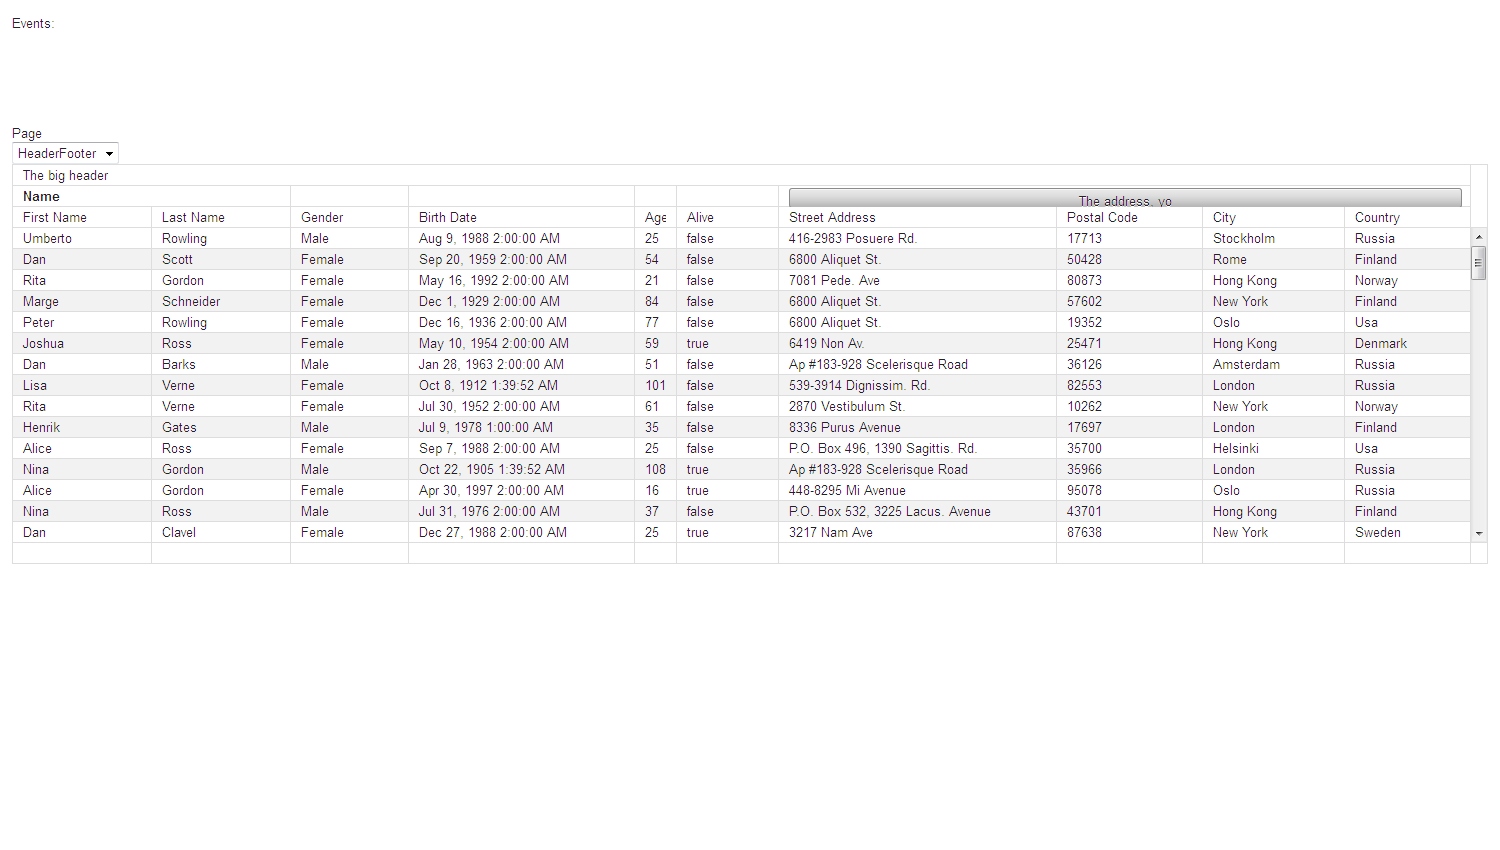 Events:
Page
HeaderFooter
The big header
Name The address, yo
First Name Last Name Gender Birth Date Age Alive Street Address Postal Code City Country
Umberto Rowling Male Aug 9, 1988 2:00:00 AM 25 false 416-2983 Posuere Rd. 17713 Stockholm Russia
Dan Scott Female Sep 20, 1959 2:00:00 AM 54 false 6800 Aliquet St. 50428 Rome Finland
Rita Gordon Female May 16, 1992 2:00:00 AM 21 false 7081 Pede. Ave 80873 Hong Kong Norway
Marge Schneider Female Dec 1, 1929 2:00:00 AM 84 false 6800 Aliquet St. 57602 New York Finland
Peter Rowling Female Dec 16, 1936 2:00:00 AM 77 false 6800 Aliquet St. 19352 Oslo Usa
Joshua Ross Female May 10, 1954 2:00:00 AM 59 true 6419 Non Av. 25471 Hong Kong Denmark
Dan Barks Male Jan 28, 1963 2:00:00 AM 51 false Ap #183-928 Scelerisque Road 36126 Amsterdam Russia
Lisa Verne Female Oct 8, 1912 1:39:52 AM 101 false 539-3914 Dignissim. Rd. 82553 London Russia
Rita Verne Female Jul 30, 1952 2:00:00 AM 61 false 2870 Vestibulum St. 10262 New York Norway
Henrik Gates Male Jul 9, 1978 1:00:00 AM 35 false 8336 Purus Avenue 17697 London Finland
Alice Ross Female Sep 7, 1988 2:00:00 AM 25 false P.O. Box 496, 1390 Sagittis. Rd. 35700 Helsinki Usa
Nina Gordon Male Oct 22, 1905 1:39:52 AM 108 true Ap #183-928 Scelerisque Road 35966 London Russia
Alice Gordon Female Apr 30, 1997 2:00:00 AM 16 true 448-8295 Mi Avenue 95078 Oslo Russia
Nina Ross Male Jul 31, 1976 2:00:00 AM 37 false P.O. Box 532, 3225 Lacus. Avenue 43701 Hong Kong Finland
Dan Clavel Female Dec 27, 1988 2:00:00 AM 25 true 3217 Nam Ave 87638 New York Sweden